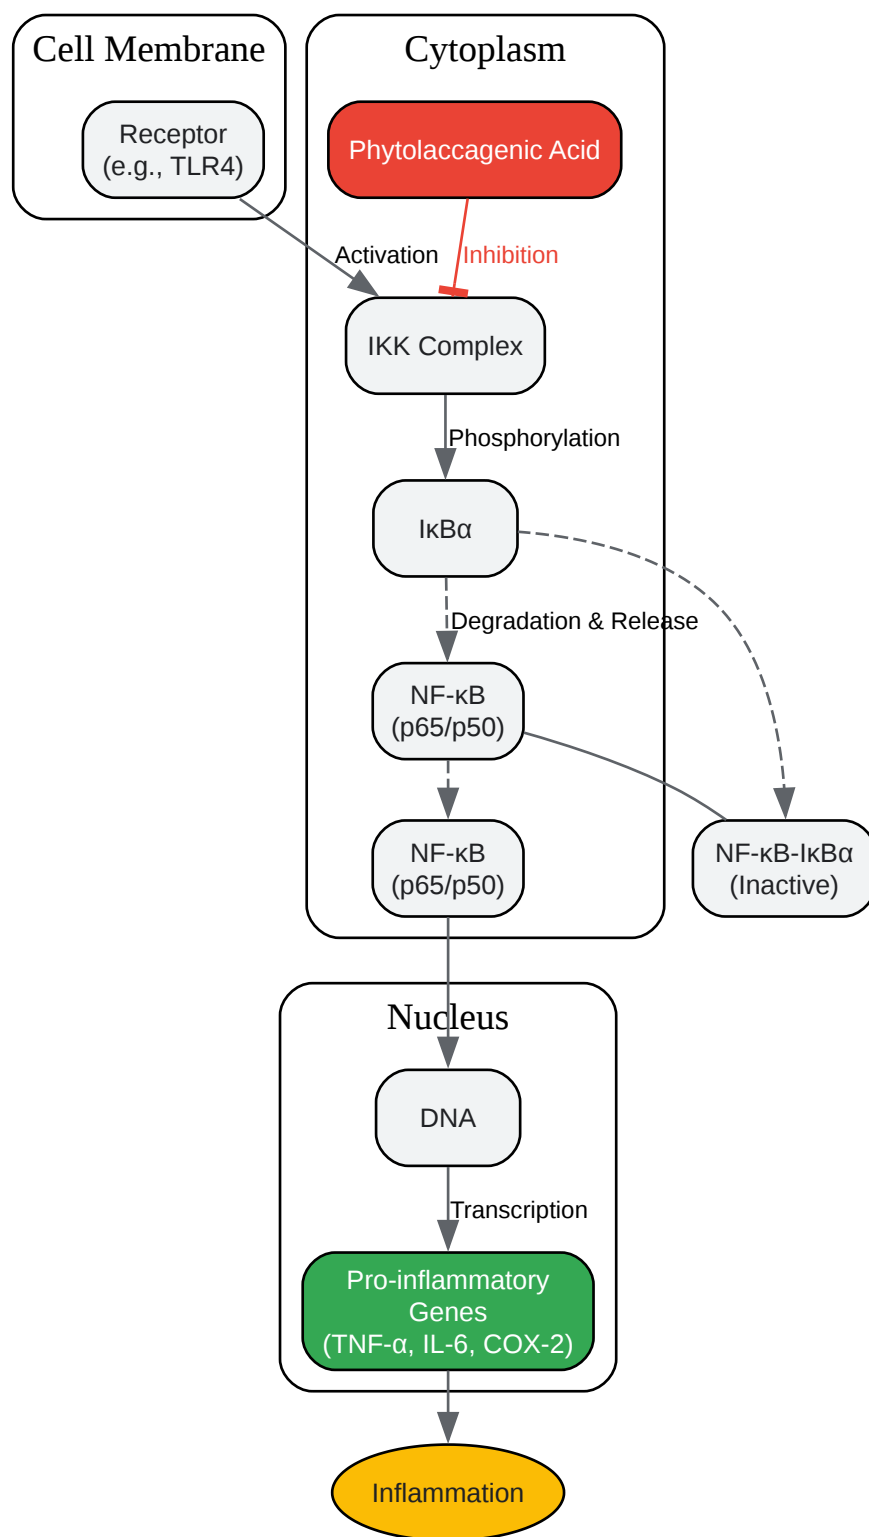 Cell Membrane
Cytoplasm
Receptor
(e.g., TLR4)
Phytolaccagenic Acid
Activation
Inhibition
IKK Complex
Phosphorylation
IκBα
Degradation & Release
NF-κB
(p65/p50)
NF-κB
(p65/p50)
NF-κB-IκBα
(Inactive)
Nucleus
DNA
Transcription
Pro-inflammatory
Genes
(TNF-α, IL-6, COX-2)
Inflammation